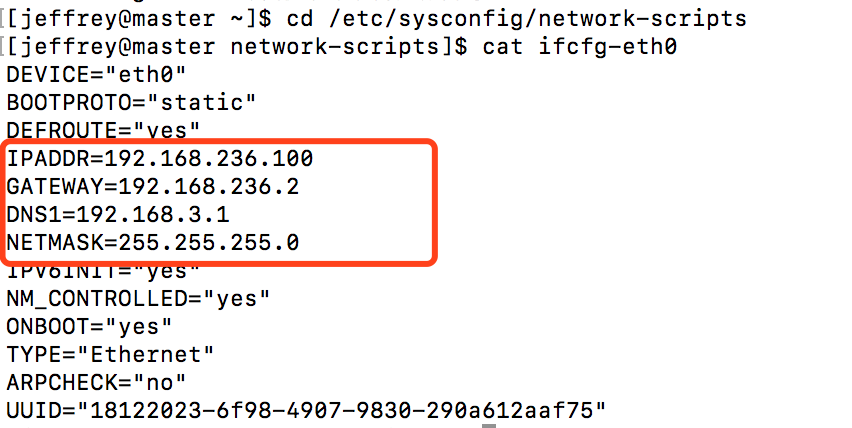 [[jeffrey@master ~]$ cd /etc/sysconfig/network-scripts
[[jeffrey@master network-scripts]$ cat ifcfg-eth0
DEVICE="eth0"
BOOTPROTO="static"
DEFROUTE="yes"
IPADDR=192.168.236.100
GATEWAY=192.168.236.2
DNS1=192.168.3.1
NETMASK=255.255.255.0
IPV6INIT="yes"
NM_CONTROLLED="yes"
ONBOOT="yes"
TYPE="Ethernet"
ARPCHECK="no"
UUID="18122023-6f98-4907-9830-290a612aaf75"